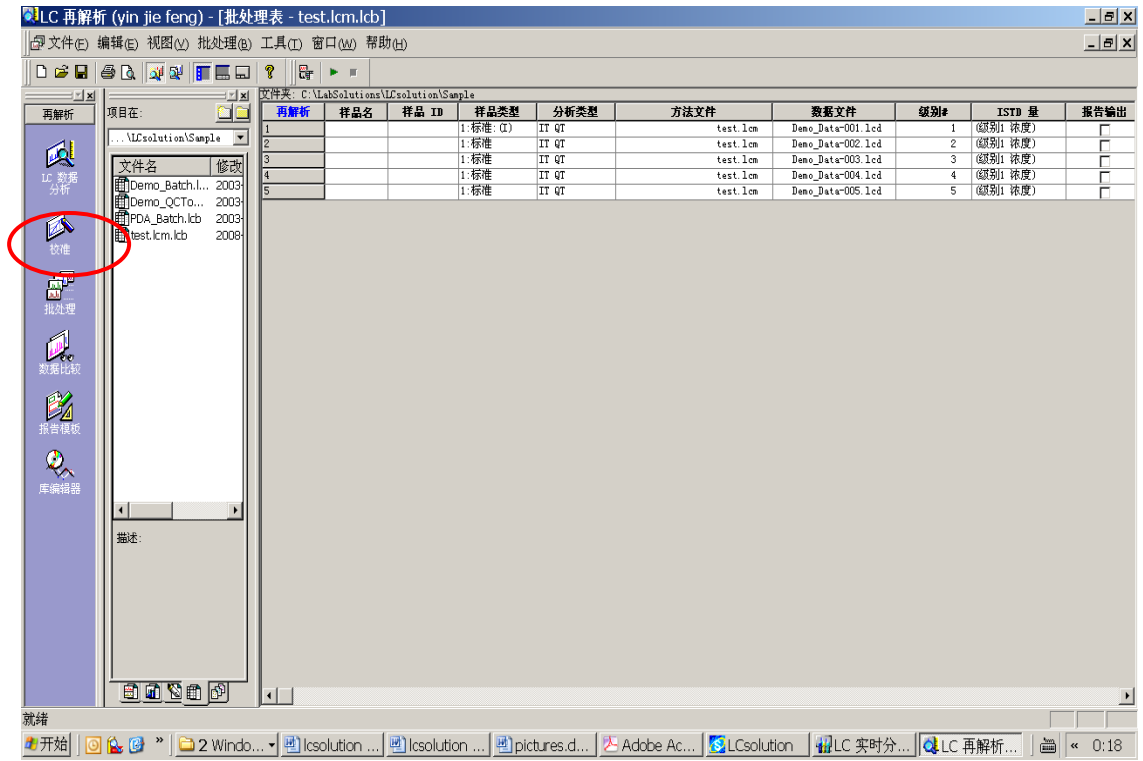 LC 再解析 (yin jie feng) - [批处理表 - test.lcm.lcb]
文件(F) 编辑(E) 视图(V) 批处理(B) 工具(T) 窗口(W) 帮助(H)
再解析
LC 数据
分析
校准
批处理
数据比较
报告模板
库编辑器
项目在:
...\LCsolution\Sample
文件名 修改
Demo_Batch.l... 2003-
Demo_QCTo... 2003-
PDA_Batch.lcb 2003-
test.lcm.lcb 2008-
描述:
文件夹: C:\LabSolutions\LCsolution\Sample
再解析 样品名 样品 ID 样品类型 分析类型 方法文件 数据文件 级别# ISTD 量 报告输出
1 1:标准:(I) IT QT test.lcm Demo_Data-001.lcd 1 (级别1 浓度)
2 1:标准 IT QT test.lcm Demo_Data-002.lcd 2 (级别1 浓度)
3 1:标准 IT QT test.lcm Demo_Data-003.lcd 3 (级别1 浓度)
4 1:标准 IT QT test.lcm Demo_Data-004.lcd 4 (级别1 浓度)
5 1:标准 IT QT test.lcm Demo_Data-005.lcd 5 (级别1 浓度)
就绪
开始 » 2 Windo... lcsolution ... lcsolution ... pictures.d... Adobe Ac... LCsolution LC 实时分... LC 再解析... « 0:18